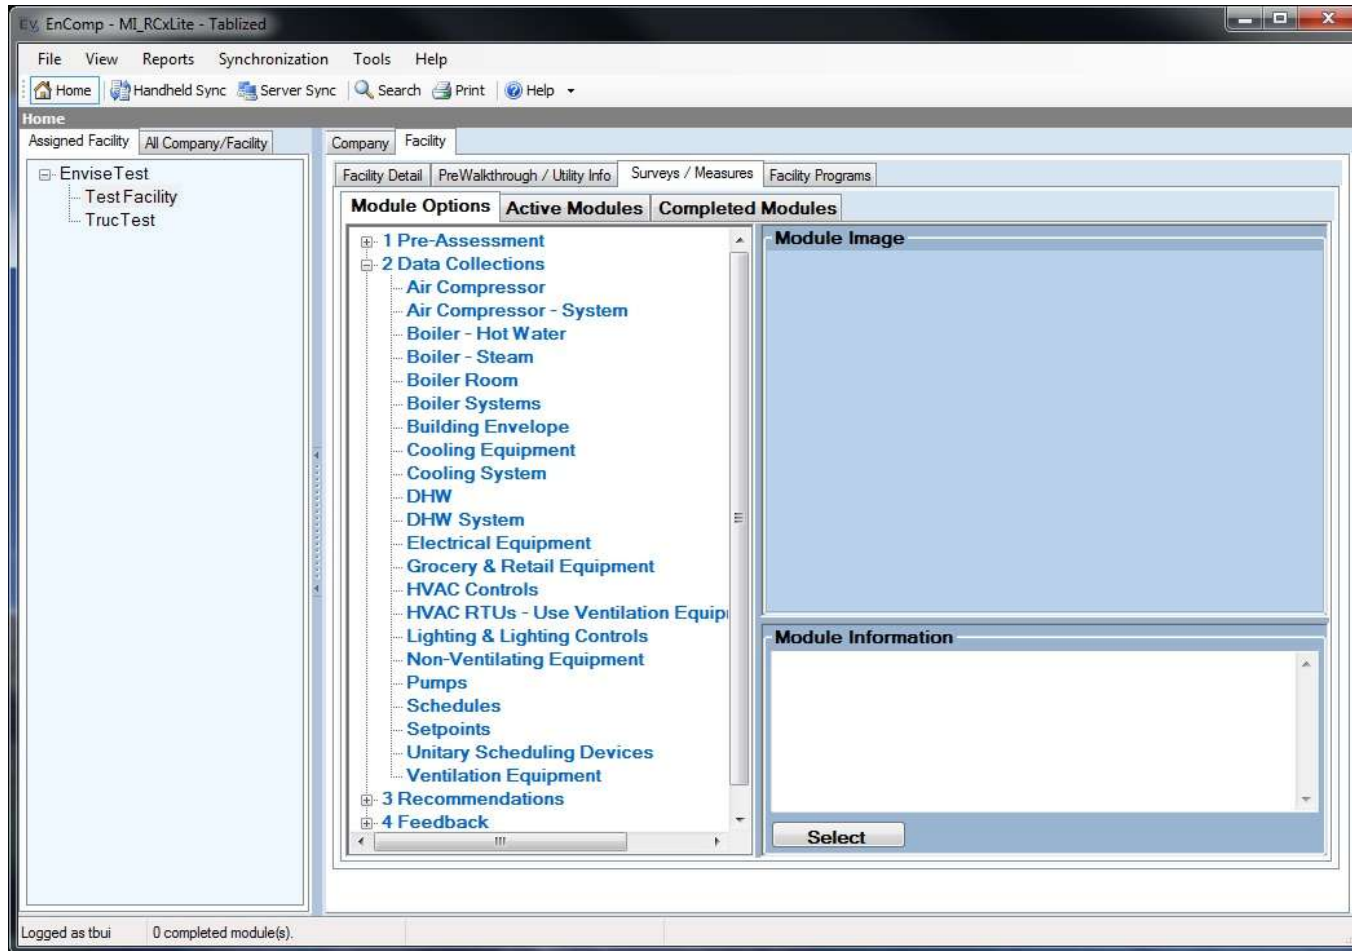 EnComp - MI_RCxLite - Tablized
File View Reports Synchronization Tools Help
Home Handheld Sync Server Sync Search Print Help
Home
Assigned Facility All Company/Facility
EnviseTest
Test Facility
TrucTest
Company Facility
Facility Detail PreWalkthrough / Utility Info Surveys / Measures Facility Programs
Module Options Active Modules Completed Modules
1 Pre-Assessment
2 Data Collections
Air Compressor
Air Compressor - System
Boiler - Hot Water
Boiler - Steam
Boiler Room
Boiler Systems
Building Envelope
Cooling Equipment
Cooling System
DHW
DHW System
Electrical Equipment
Grocery & Retail Equipment
HVAC Controls
HVAC RTUs - Use Ventilation Equip
Lighting & Lighting Controls
Non-Ventilating Equipment
Pumps
Schedules
Setpoints
Unitary Scheduling Devices
Ventilation Equipment
3 Recommendations
4 Feedback
Module Image
Module Information
Select
Logged as tbui 0 completed module(s).